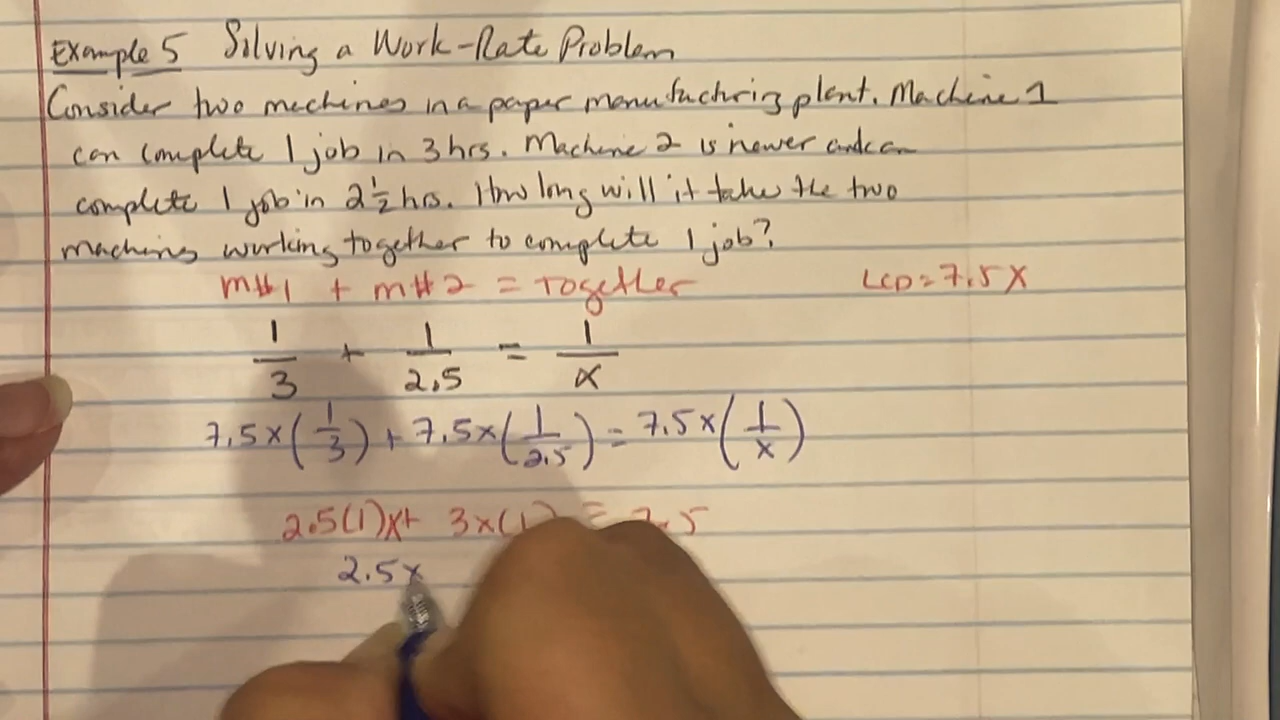 Example 5 Solving a Work-Rate Problem
Consider two machines in a paper manufacturing plant. Machine 1
can complete 1 job in 3 hrs. Machine 2 is newer and can
complete 1 job in 2 1/2 hrs. How long will it take the two
machines working together to complete 1 job?
m#1 + m#2 = Together LCD = 7.5x
1/3 + 1/2.5 = 1/x
7.5x(1/3) + 7.5x(1/2.5) = 7.5x(1/x)
2.5(1)x + 3x(1) = 7.5
2.5x